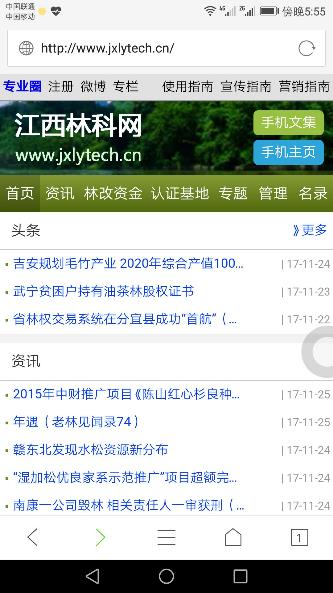 中国联通
中国移动
4G 2G 傍晚5:55
http://www.jxlytech.cn/
专业圈 注册 微博 专栏 使用指南 宣传指南 营销指南
江西林科网
手机文集
www.jxlytech.cn
手机主页
首页 资讯 林改资金 认证基地 专题 管理 名录
头条 》更多
吉安规划毛竹产业 2020年综合产值100... | 17-11-24
武宁贫困户持有油茶林股权证书 | 17-11-23
省林权交易系统在分宜县成功“首航”（... | 17-11-22
资讯
2015年中财推广项目《陈山红心杉良种... | 17-11-25
年遇（老林见闻录74） | 17-11-25
赣东北发现水松资源新分布 | 17-11-24
“湿加松优良家系示范推广”项目超额完... | 17-11-24
南康一公司毁林 相关责任人一审获刑（... | 17-11-24
1